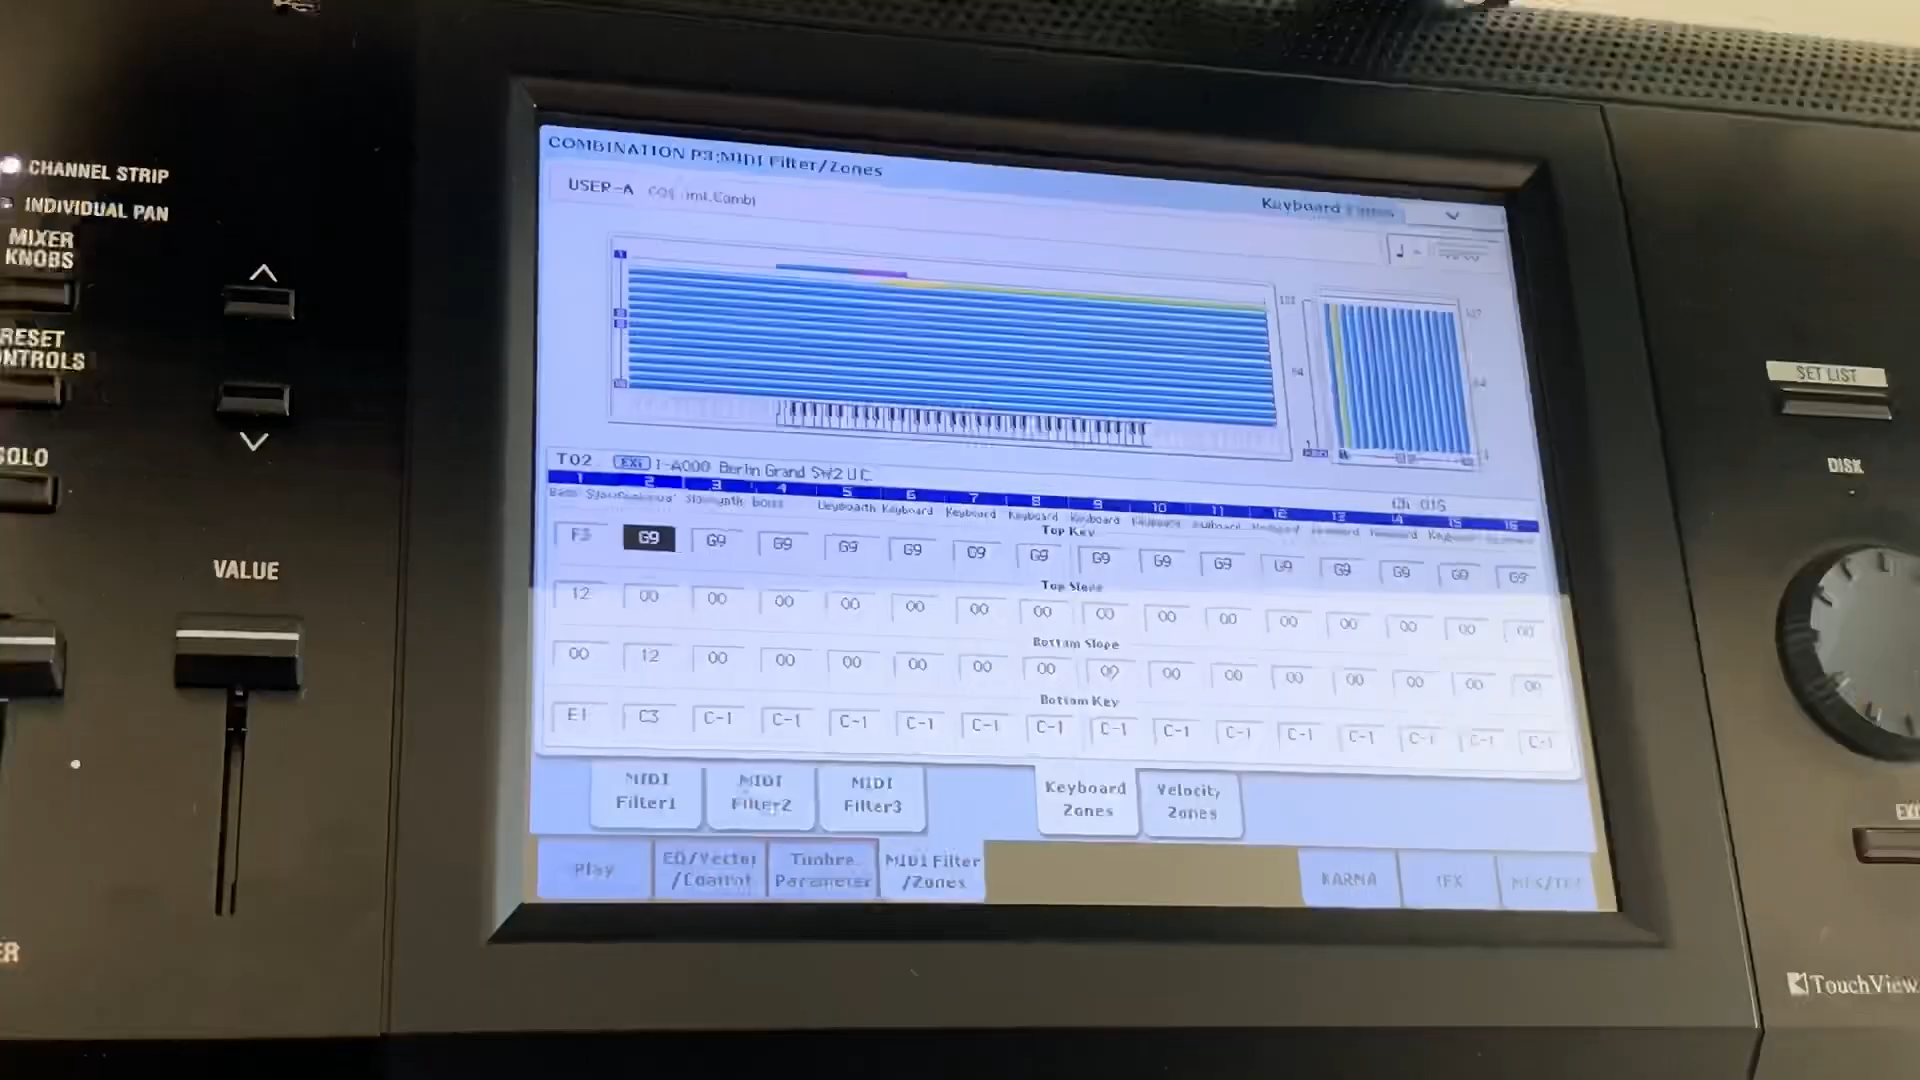 CHANNEL STRIP
INDIVIDUAL PAN
MIXER
KNOBS
RESET
SOLO
VALUE
COMBINATION P3:MIDI Filter/Zones
USER-A
Keyboard
T02 EXi I-A000 Berlin Grand SW2 U.C.
1 2 3 4 5 6 7 8 9 10 11 12 13 14 15 16
Keyboard Keyboard Keyboard Keyboard
Top Key
F3 G9 G9 G9 G9 G9 G9 G9 G9 G9 G9 G9 G9 G9 G9 G9
Top Slope
12 00 00 00 00 00 00 00 00 00 00 00 00 00 00 00
Bottom Slope
00 12 00 00 00 00 00 00 00 00 00 00 00 00 00 00
Bottom Key
E1 C3 C-1 C-1 C-1 C-1 C-1 C-1 C-1 C-1 C-1 C-1 C-1 C-1 C-1 C-1
MIDI Filter1
MIDI Filter2
MIDI Filter3
Keyboard Zones
Velocity Zones
Play
EQ/Vector /Control
Timbre Parameter
MIDI Filter /Zones
KARMA
IFX
SET LIST
DISK
TouchView